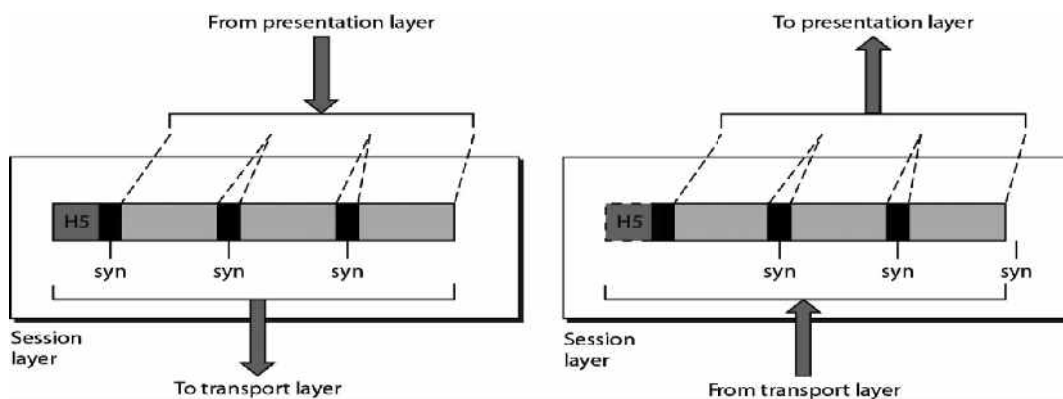 From presentation layer
To presentation layer
H5
H5
syn
syn
syn
syn
syn
syn
Session
layer
Session
layer
To transport layer
From transport layer